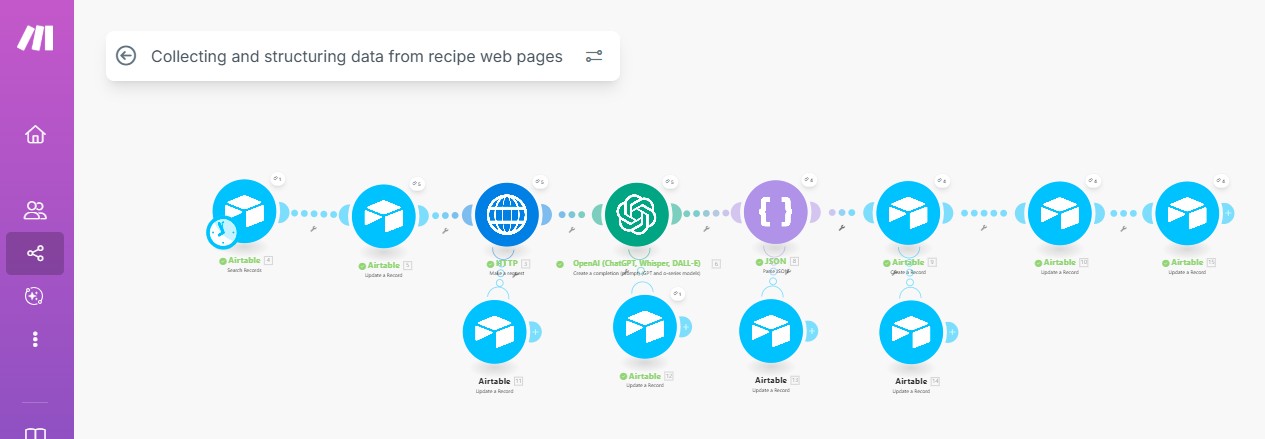 Collecting and structuring data from recipe web pages
Airtable 4
Search Records
Airtable 5
Update a Record
HTTP 3
Make a request
OpenAI (ChatGPT, Whisper, DALL-E) 6
Create a completion (prompt) (GPT and o-series models)
JSON 8
Parse JSON
Airtable 9
Create a Record
Airtable 10
Update a Record
Airtable 15
Update a Record
Airtable 11
Update a Record
Airtable 12
Update a Record
Airtable 13
Update a Record
Airtable 14
Update a Record